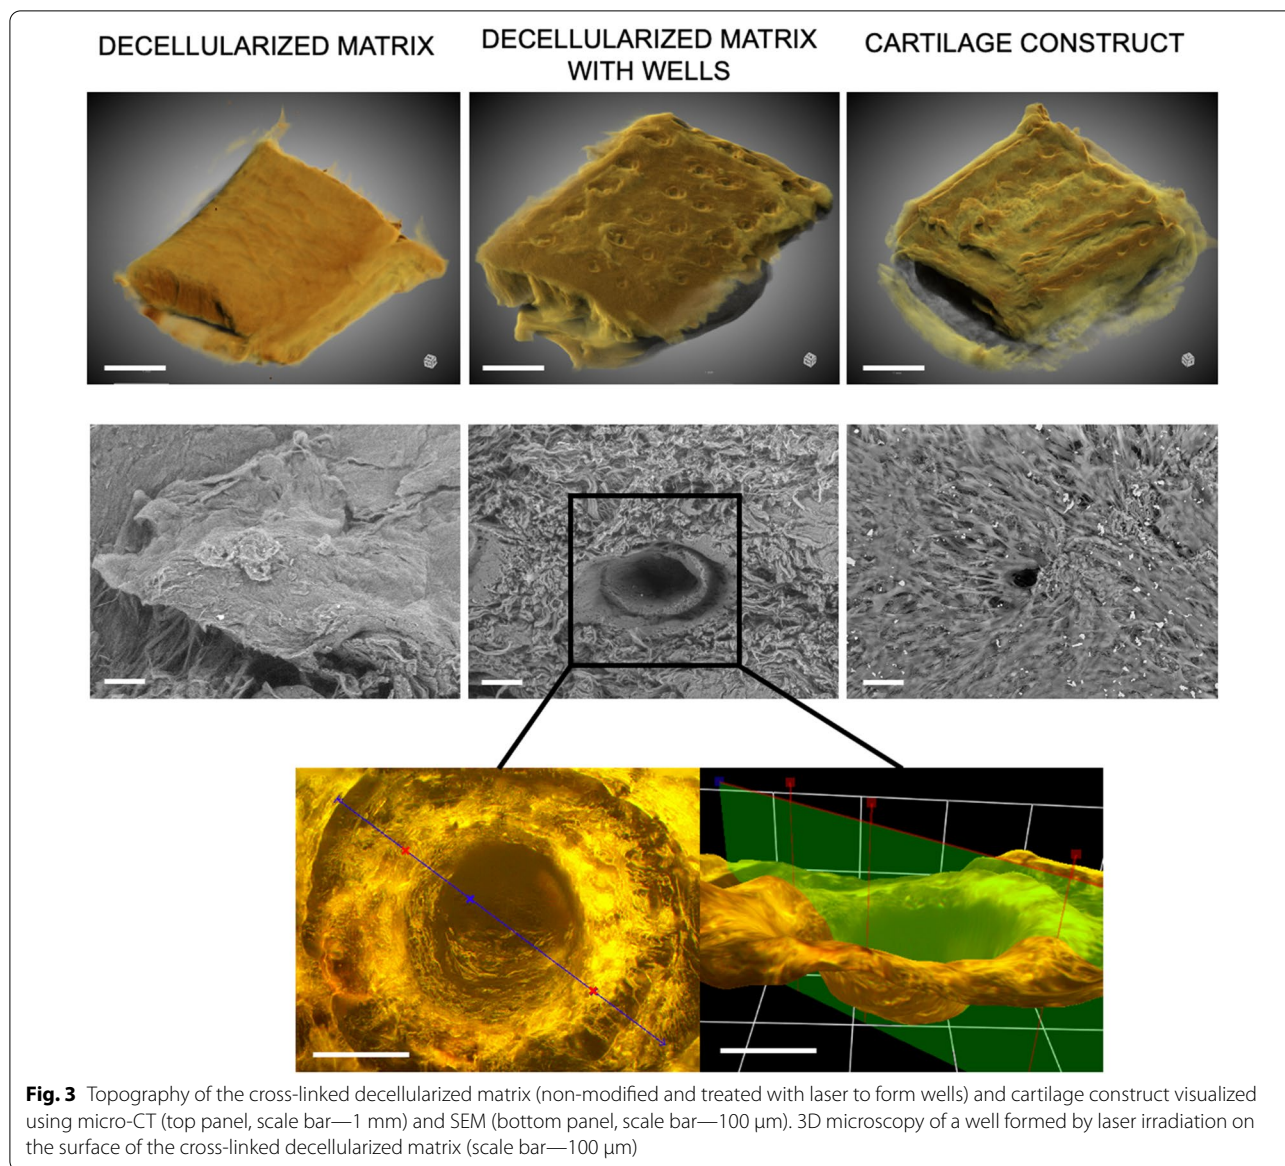 DECELLULARIZED MATRIX
DECELLULARIZED MATRIX
WITH WELLS
CARTILAGE CONSTRUCT
Fig. 3 Topography of the cross-linked decellularized matrix (non-modified and treated with laser to form wells) and cartilage construct visualized
using micro-CT (top panel, scale bar—1 mm) and SEM (bottom panel, scale bar—100 µm). 3D microscopy of a well formed by laser irradiation on
the surface of the cross-linked decellularized matrix (scale bar—100 µm)